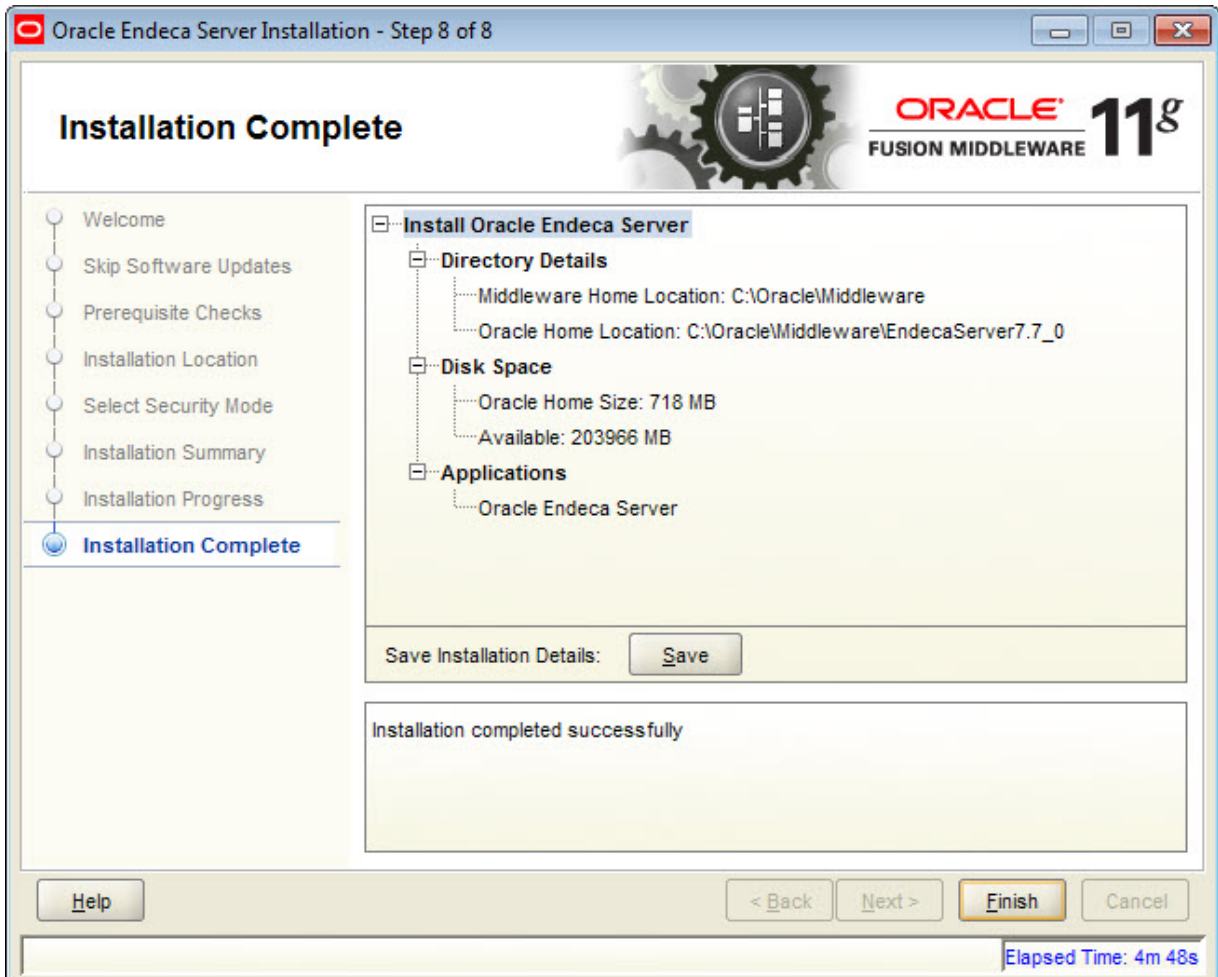 Oracle Endeca Server Installation - Step 8 of 8
Installation Complete
ORACLE 11g
FUSION MIDDLEWARE
Welcome
Skip Software Updates
Prerequisite Checks
Installation Location
Select Security Mode
Installation Summary
Installation Progress
Installation Complete
Install Oracle Endeca Server
Directory Details
Middleware Home Location: C:\Oracle\Middleware
Oracle Home Location: C:\Oracle\Middleware\EndecaServer7.7_0
Disk Space
Oracle Home Size: 718 MB
Available: 203966 MB
Applications
Oracle Endeca Server
Save Installation Details: Save
Installation completed successfully
Help < Back Next > Finish Cancel
Elapsed Time: 4m 48s